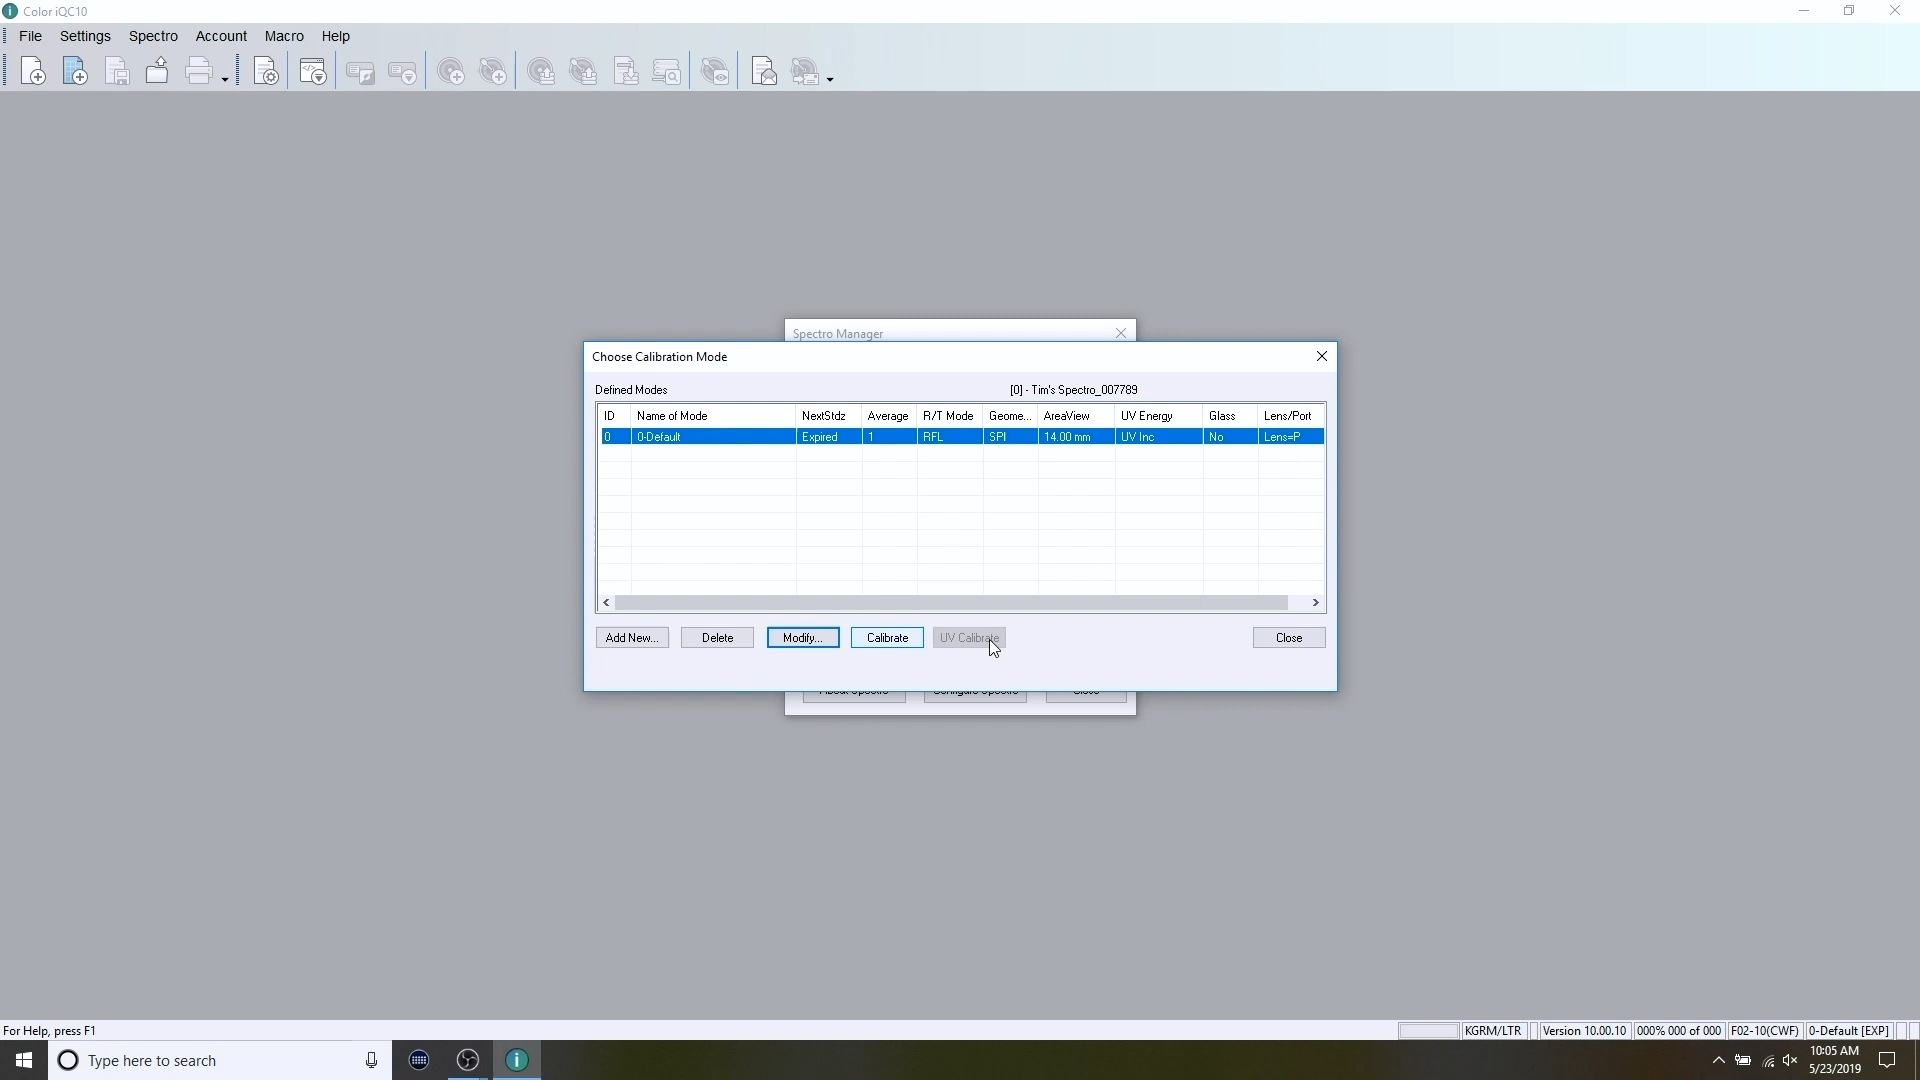 Color iQC10
File Settings Spectro Account Macro Help
Spectro Manager
Choose Calibration Mode
Defined Modes [0] - Tim's Spectro_007789
ID Name of Mode NextStdz Average R/T Mode Geome... AreaView UV Energy Glass Lens/Port
0 0-Default Expired 1 RFL SPI 14.00 mm UV Inc No Lens=P
Add New... Delete Modify... Calibrate UV Calibrate Close
For Help, press F1 KGRM/LTR Version 10.00.10 000% 000 of 000 F02-10(CWF) 0-Default [EXP]
Type here to search 10:05 AM
5/23/2019